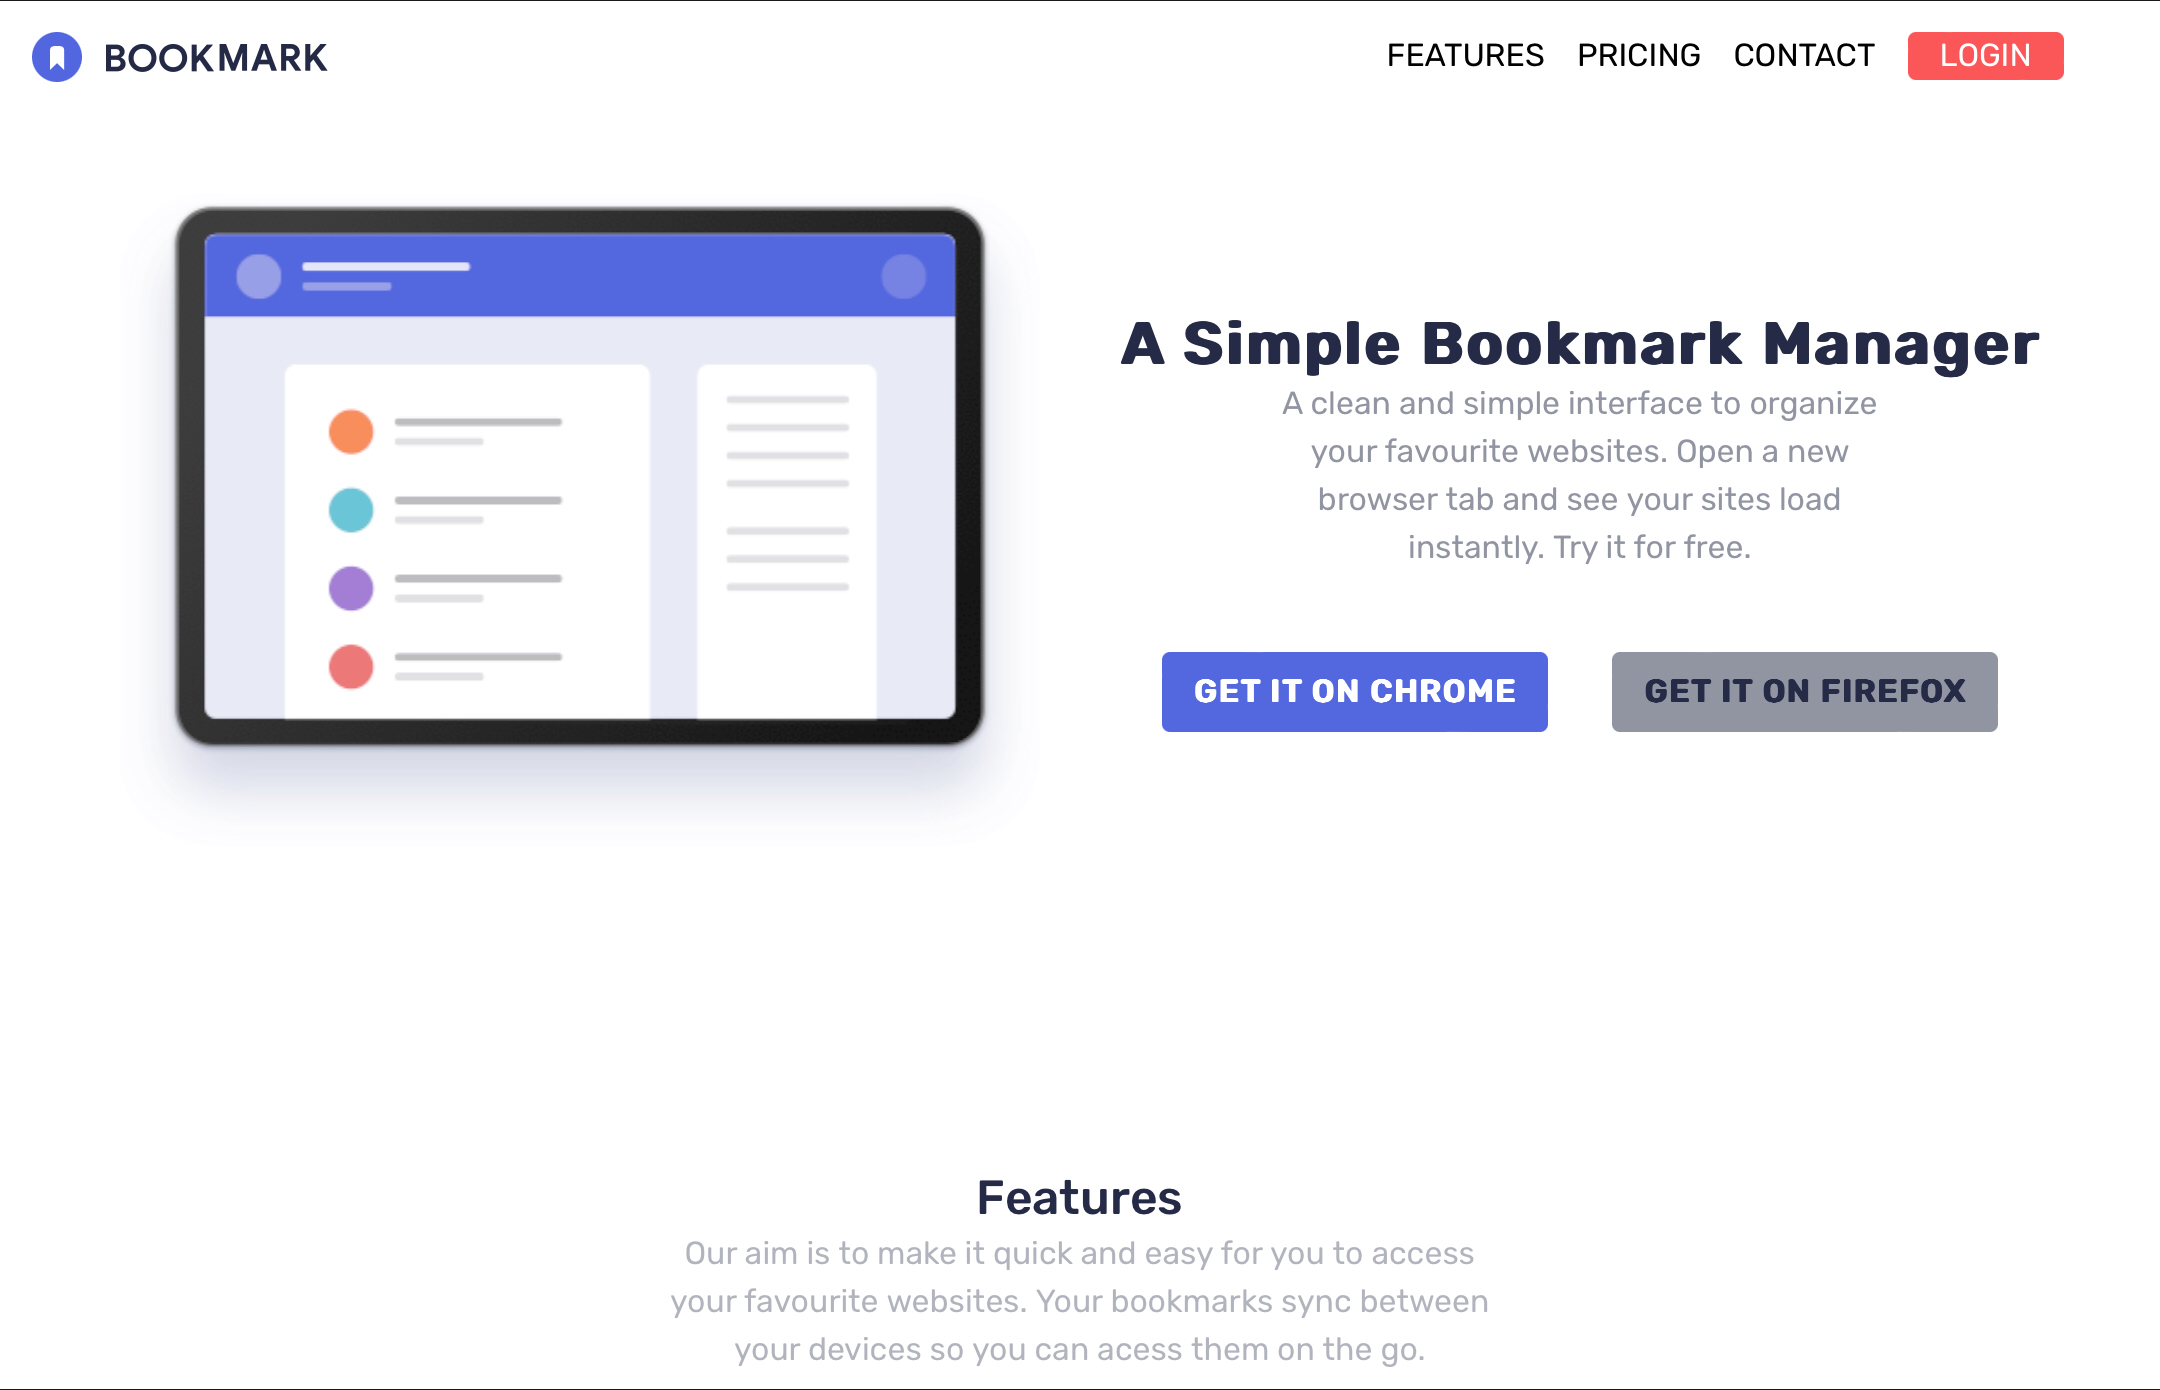 BOOKMARK
FEATURES PRICING CONTACT LOGIN
A Simple Bookmark Manager
A clean and simple interface to organize
your favourite websites. Open a new
browser tab and see your sites load
instantly. Try it for free.
GET IT ON CHROME GET IT ON FIREFOX
Features
Our aim is to make it quick and easy for you to access
your favourite websites. Your bookmarks sync between
your devices so you can acess them on the go.